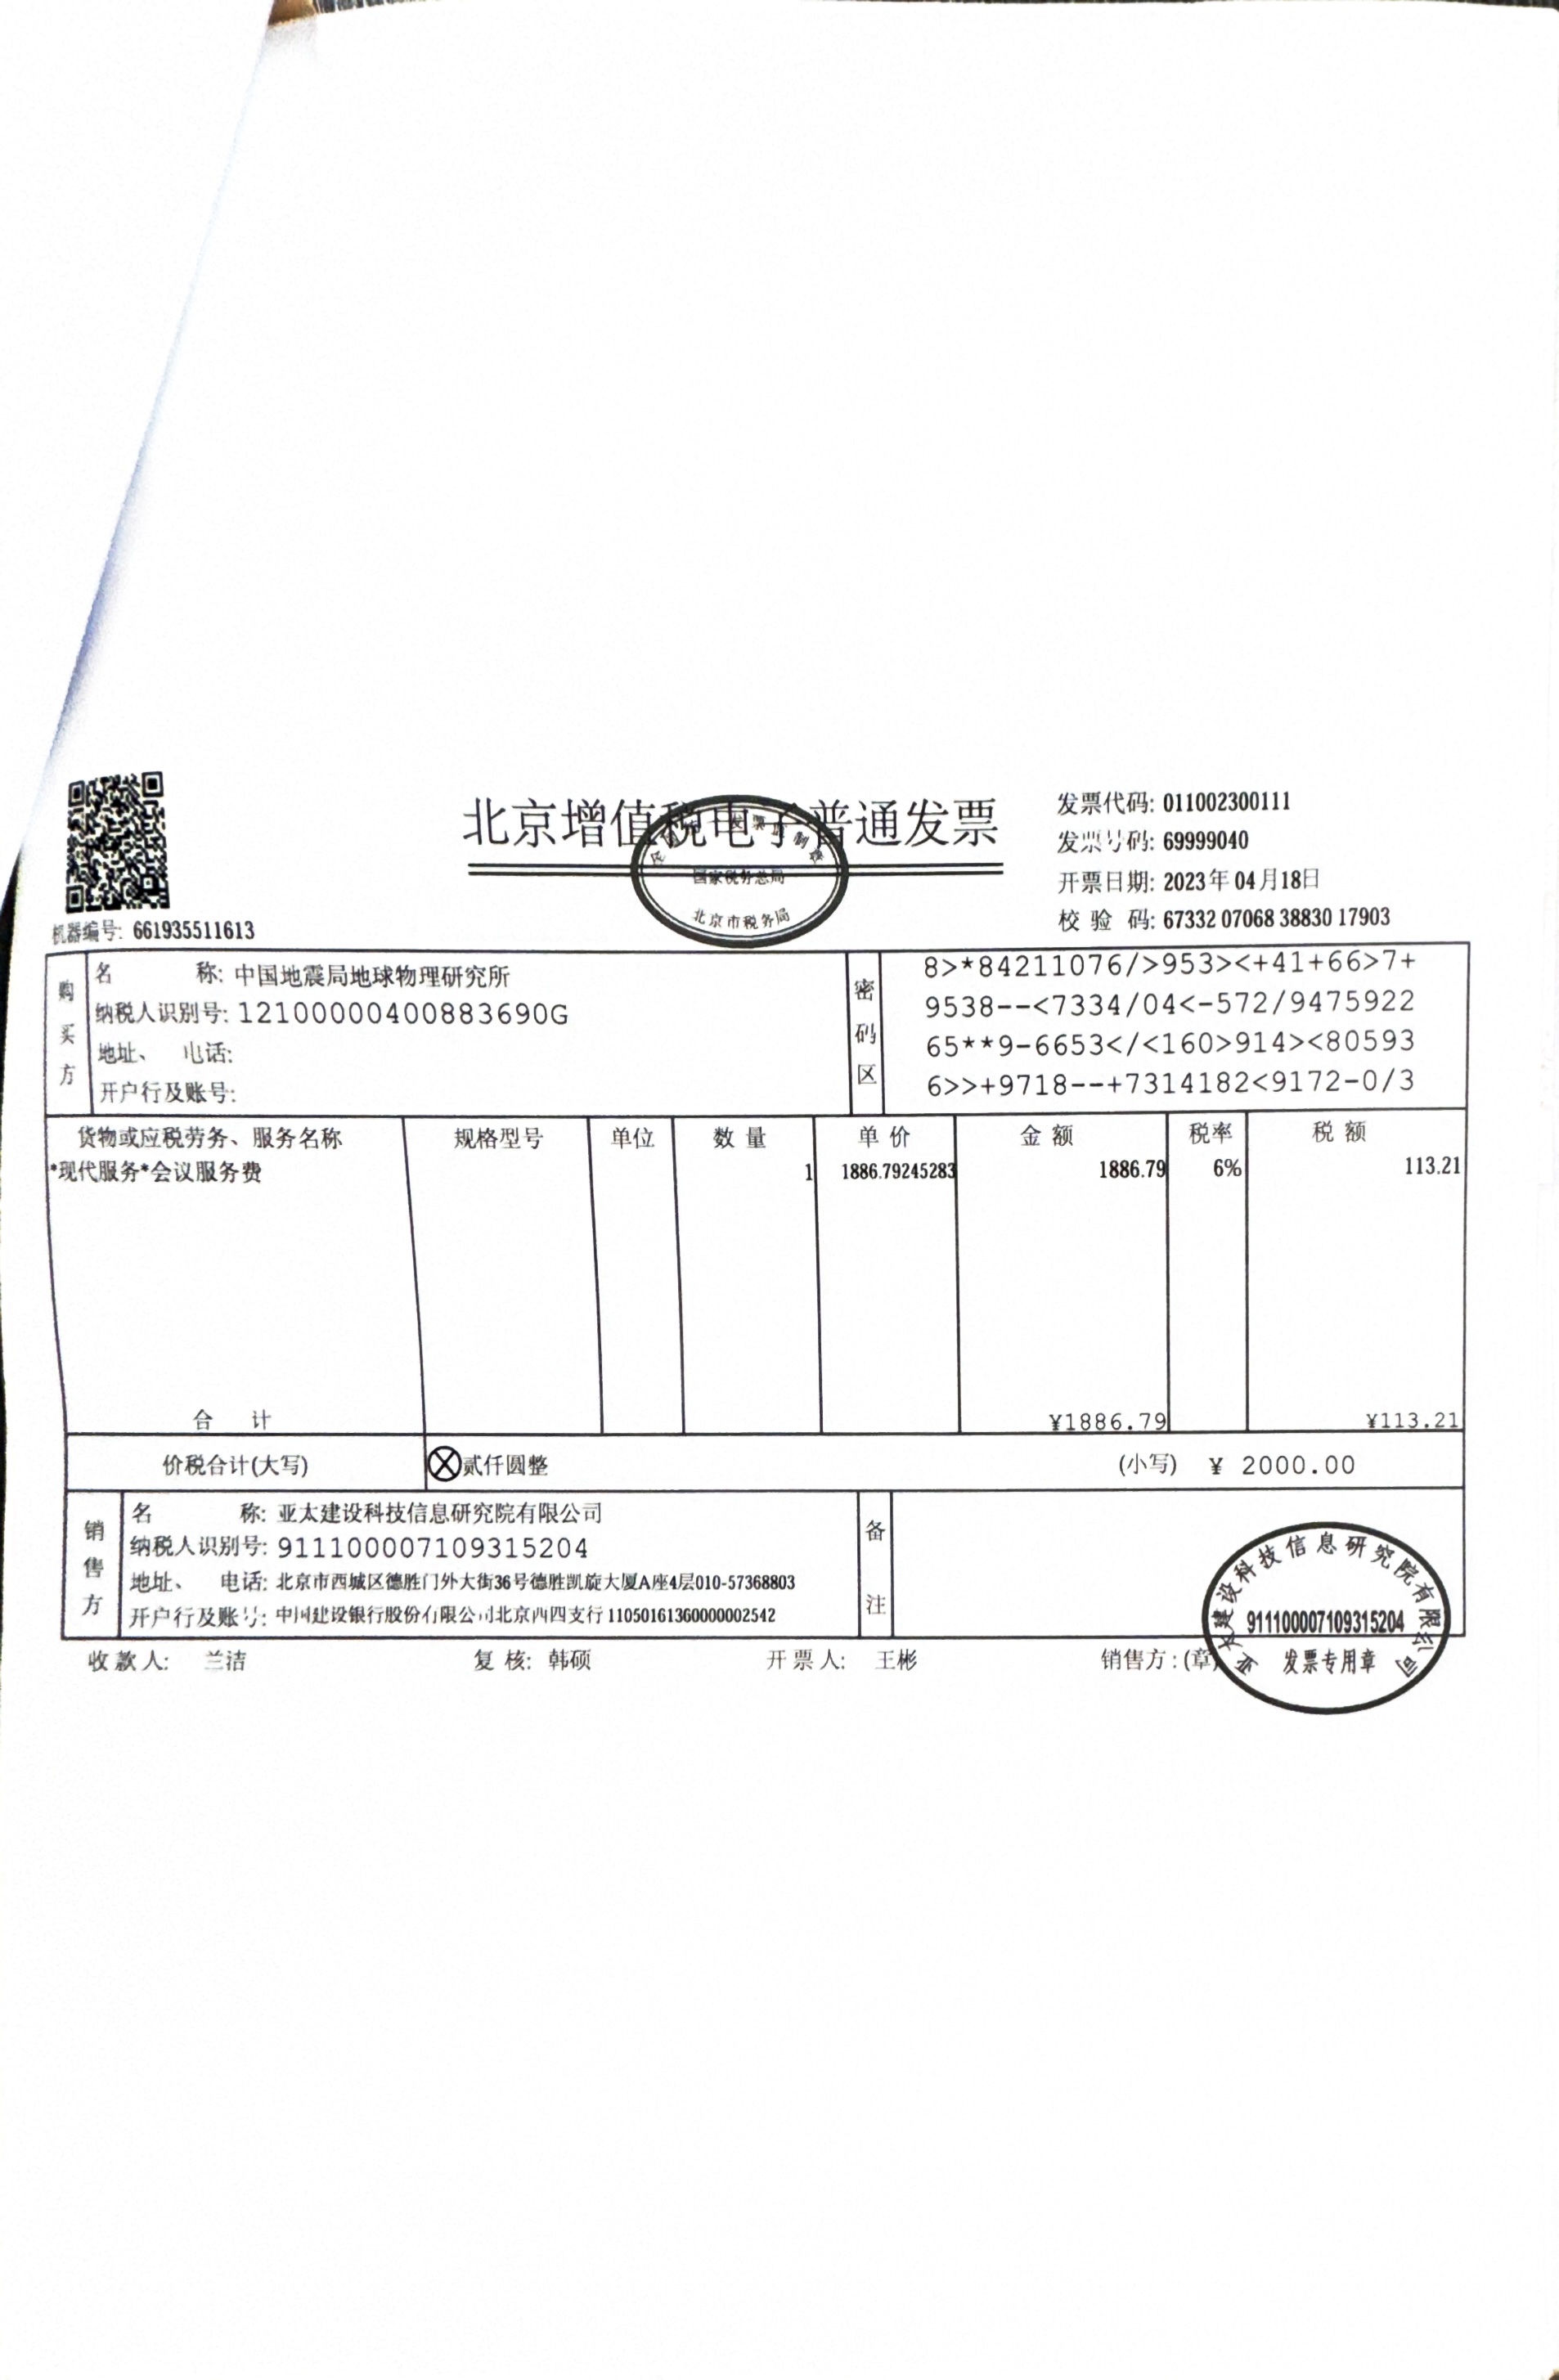 北京增值税电子普通发票
全国统一发票监制章
国家税务总局
北京市税务局
发票代码: 011002300111
发票号码: 69999040
开票日期: 2023年04月18日
校 验 码: 67332 07068 38830 17903
机器编号: 661935511613
购买方
名 称: 中国地震局地球物理研究所
纳税人识别号: 12100000400883690G
地址、 电话:
开户行及账号:
密码区
8>*84211076/>953><+41+66>7+
9538--<7334/04<-572/9475922
65**9-6653</<160>914><80593
6>>+9718--+7314182<9172-0/3
货物或应税劳务、服务名称 规格型号 单位 数 量 单 价 金 额 税率 税 额
*现代服务*会议服务费 1 1886.79245283 1886.79 6% 113.21
合 计 ¥1886.79 ¥113.21
价税合计(大写) ⊗贰仟圆整 (小写) ¥ 2000.00
销售方
名 称: 亚太建设科技信息研究院有限公司
纳税人识别号: 911100007109315204
地址、 电话: 北京市西城区德胜门外大街36号德胜凯旋大厦A座4层010-57368803
开户行及账号: 中国建设银行股份有限公司北京西四支行 11050161360000002542
备注
收 款 人: 兰洁 复 核: 韩硕 开 票 人: 王彬 销售方:(章)
亚太建设科技信息研究院有限公司
911100007109315204
发票专用章